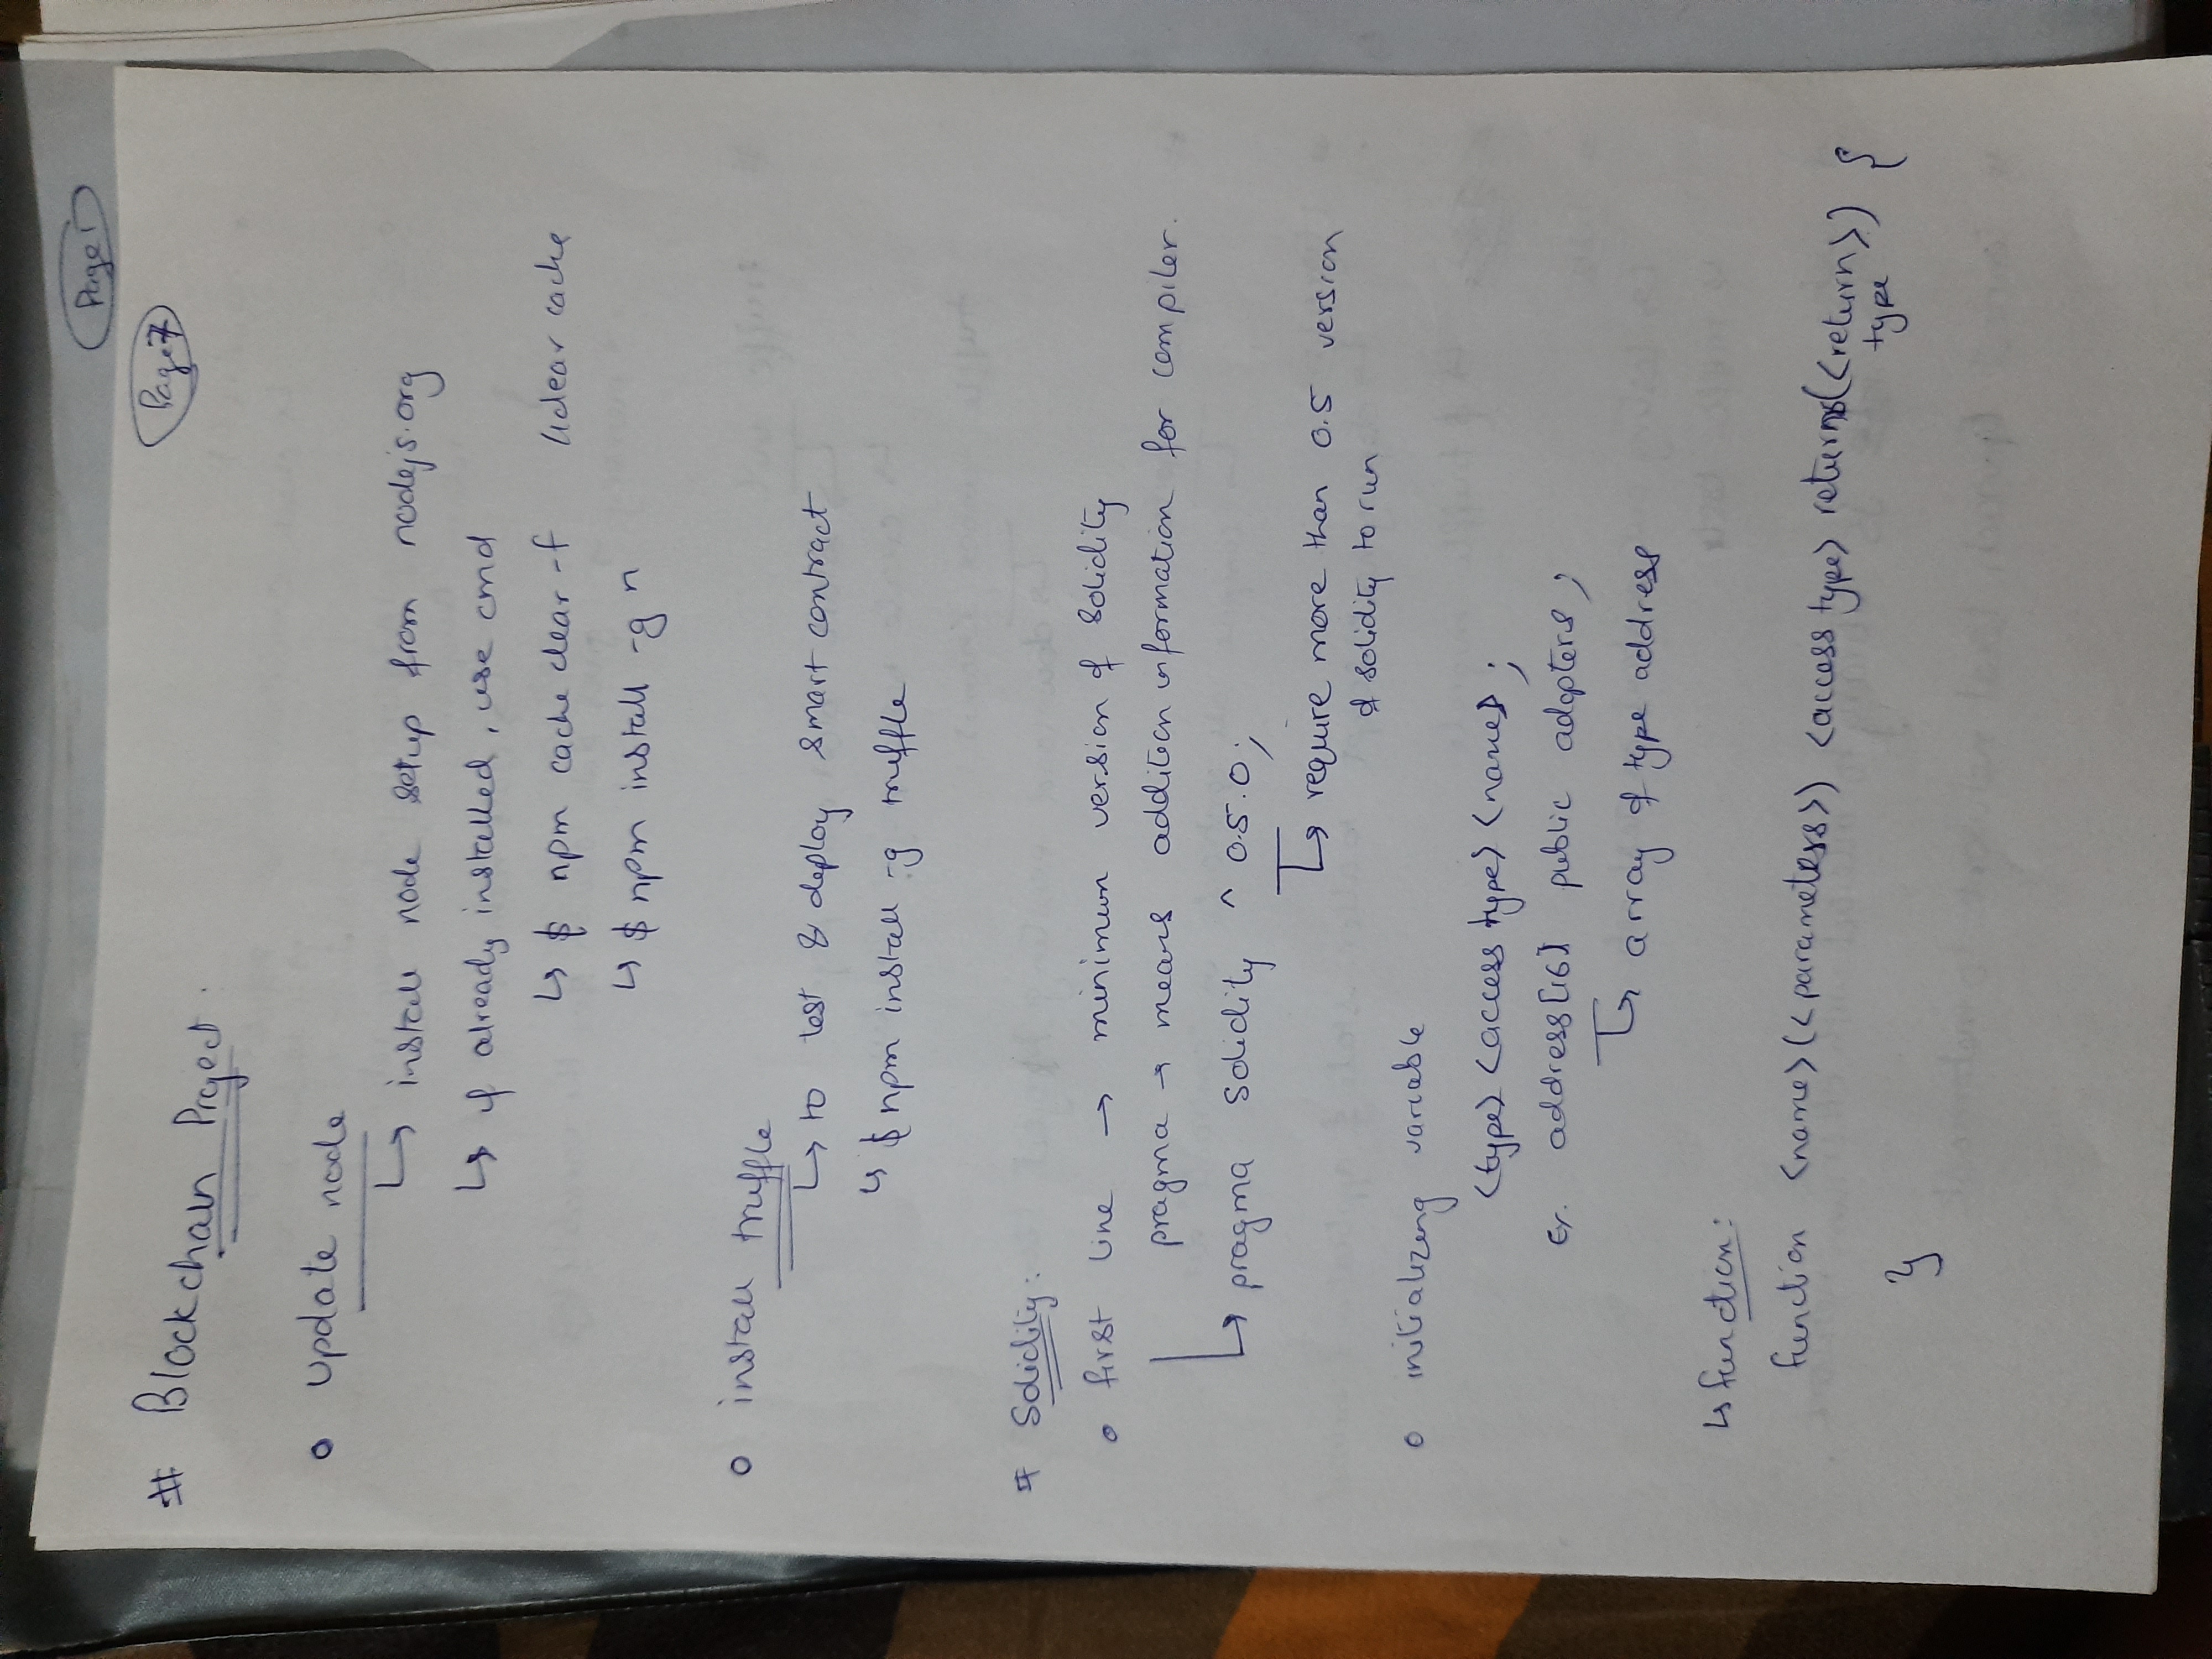 Page 1
Page 7
# Blockchain Project.
o update node
↳ install node setup from nodejs.org
↳ if already installed, use cmd
↳ $ npm cache clear -f //clear cache
↳ $ npm install -g n
o install truffle
↳ to test & deploy smart contract
↳ $ npm install -g truffle
# Solidity:
o first line → minimum version of solidity
pragma → means addition information for compiler.
↳ pragma solidity ^ 0.5.0;
↳ require more than 0.5 version
of solidity to run
o initializing variable
<type> <access type> <name>;
Ex. address[16] public adopters;
↳ array of type address
↳ function:
function <name>(<parameters>) <access type> returns(<return>) {
type
}